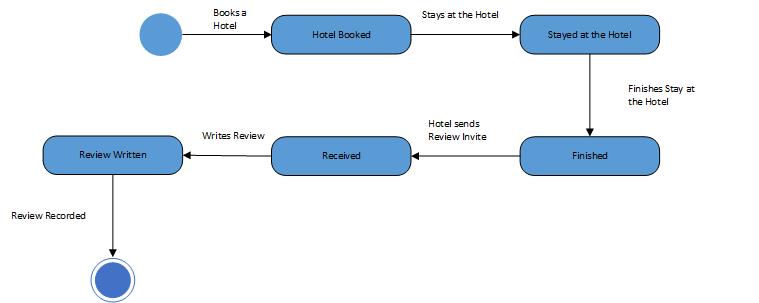 Books a
Hotel
Hotel Booked
Stays at the Hotel
Stayed at the Hotel
Finishes Stay at
the Hotel
Finished
Hotel sends
Review Invite
Received
Writes Review
Review Written
Review Recorded